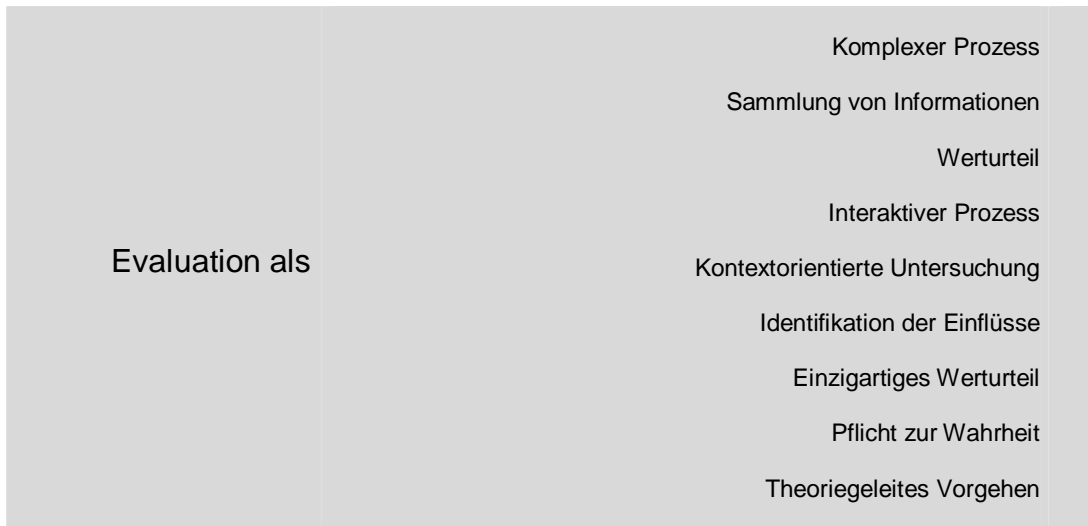 Evaluation als
Komplexer Prozess
Sammlung von Informationen
Werturteil
Interaktiver Prozess
Kontextorientierte Untersuchung
Identifikation der Einflüsse
Einzigartiges Werturteil
Pflicht zur Wahrheit
Theoriegeleites Vorgehen